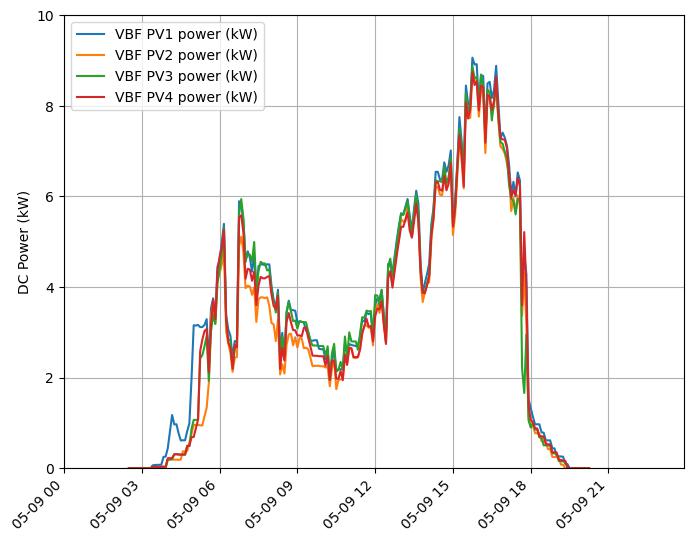 VBF PV1 power (kW)
VBF PV2 power (kW)
VBF PV3 power (kW)
VBF PV4 power (kW)
DC Power (kW)
10
8
6
4
2
0
05-09 00
05-09 03
05-09 06
05-09 09
05-09 12
05-09 15
05-09 18
05-09 21